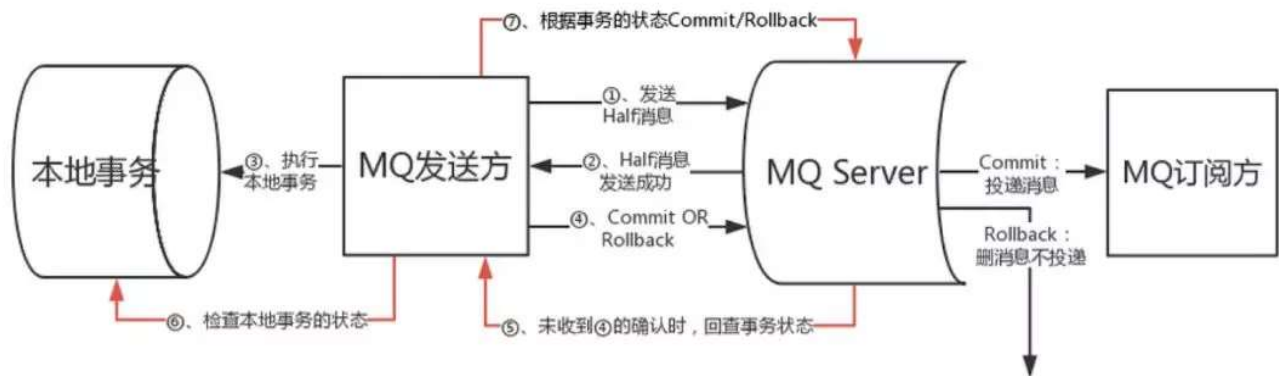 ⑦、根据事务的状态Commit/Rollback
①、发送
Half消息
本地事务
③、执行
本地事务
MQ发送方
②、Half消息
发送成功
MQ Server
Commit：
投递消息
MQ订阅方
④、Commit OR
Rollback
Rollback：
删消息不投递
⑥、检查本地事务的状态
⑤、未收到④的确认时，回查事务状态